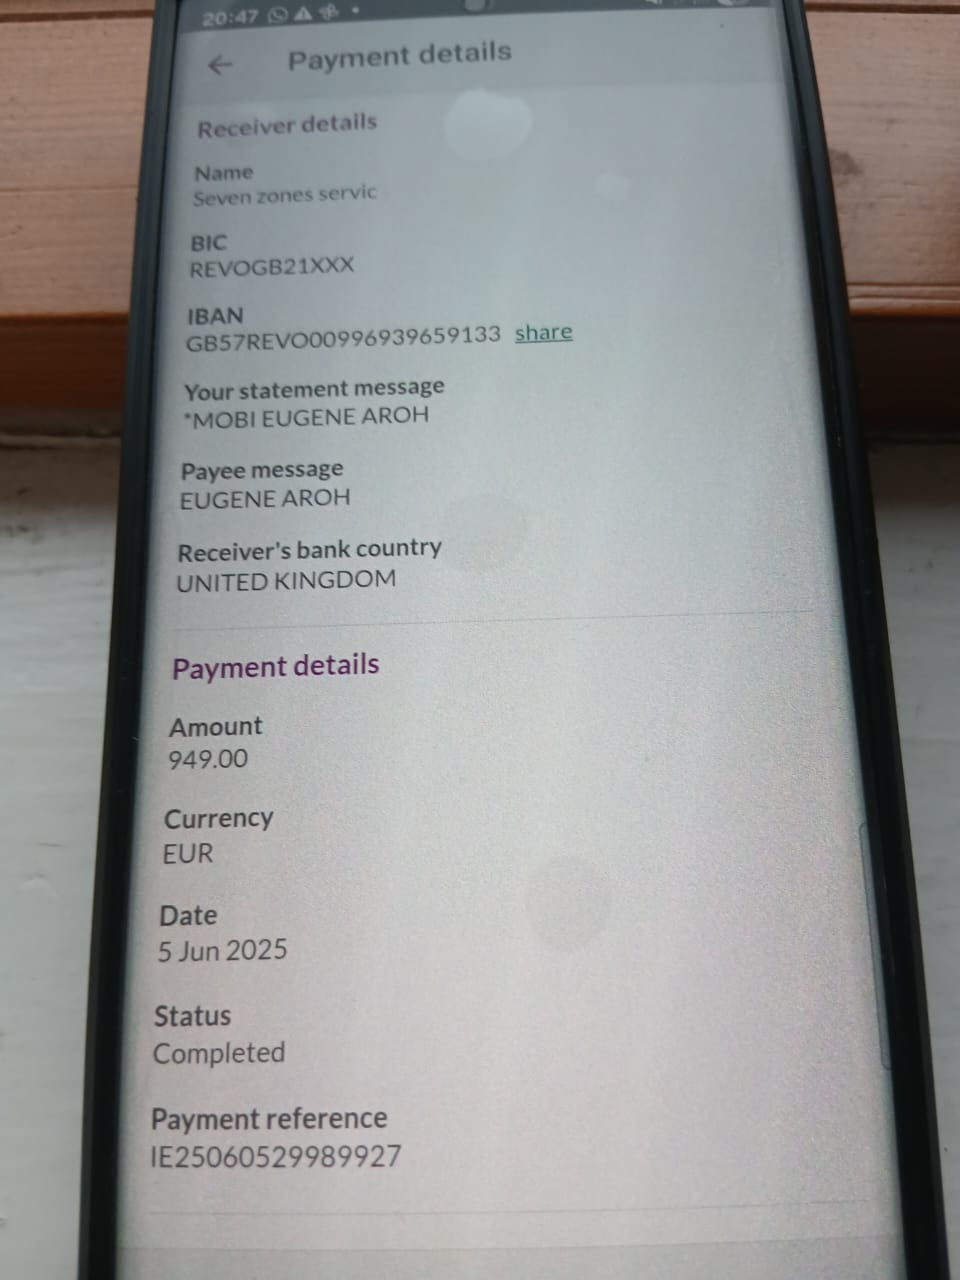 20:47
Payment details
Receiver details
Name
Seven zones servic
BIC
REVOGB21XXX
IBAN
GB57REVO00996939659133 share
Your statement message
*MOBI EUGENE AROH
Payee message
EUGENE AROH
Receiver's bank country
UNITED KINGDOM
Payment details
Amount
949.00
Currency
EUR
Date
5 Jun 2025
Status
Completed
Payment reference
IE25060529989927